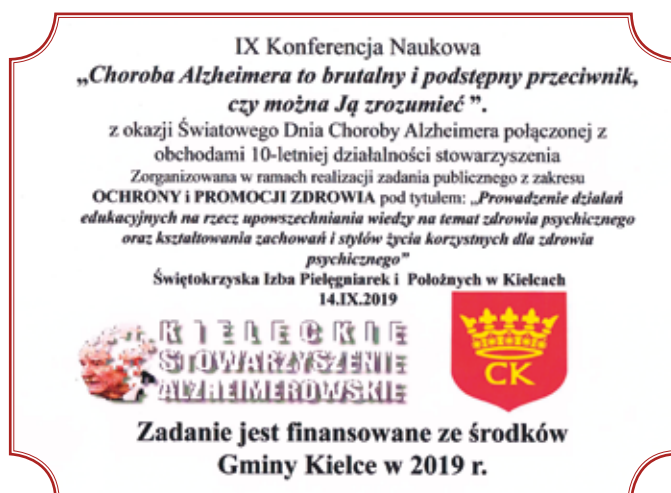 IX Konferencja Naukowa
„Choroba Alzheimera to brutalny i podstępny przeciwnik,
czy można Ją zrozumieć ”.
z okazji Światowego Dnia Choroby Alzheimera połączonej z
obchodami 10-letniej działalności stowarzyszenia
Zorganizowana w ramach realizacji zadania publicznego z zakresu
OCHRONY i PROMOCJI ZDROWIA pod tytułem: „Prowadzenie działań
edukacyjnych na rzecz upowszechniania wiedzy na temat zdrowia psychicznego
oraz kształtowania zachowań i stylów życia korzystnych dla zdrowia
psychicznego”
Świętokrzyska Izba Pielęgniarek i Położnych w Kielcach
14.IX.2019
KIELECKIE
STOWARZYSZENIE
ALZHEIMEROWSKIE
CK
Zadanie jest finansowane ze środków
Gminy Kielce w 2019 r.